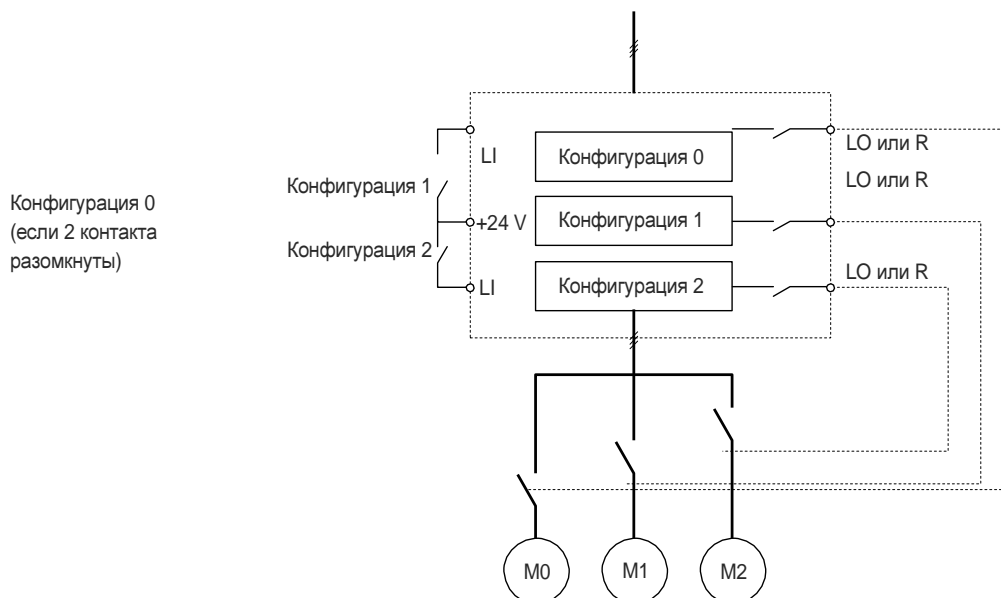 LO или R
LI
Конфигурация 0
LO или R
Конфигурация 1
Конфигурация 0
(если 2 контакта
разомкнуты)
+24 V
Конфигурация 1
Конфигурация 2
LO или R
LI
Конфигурация 2
M0
M1
M2